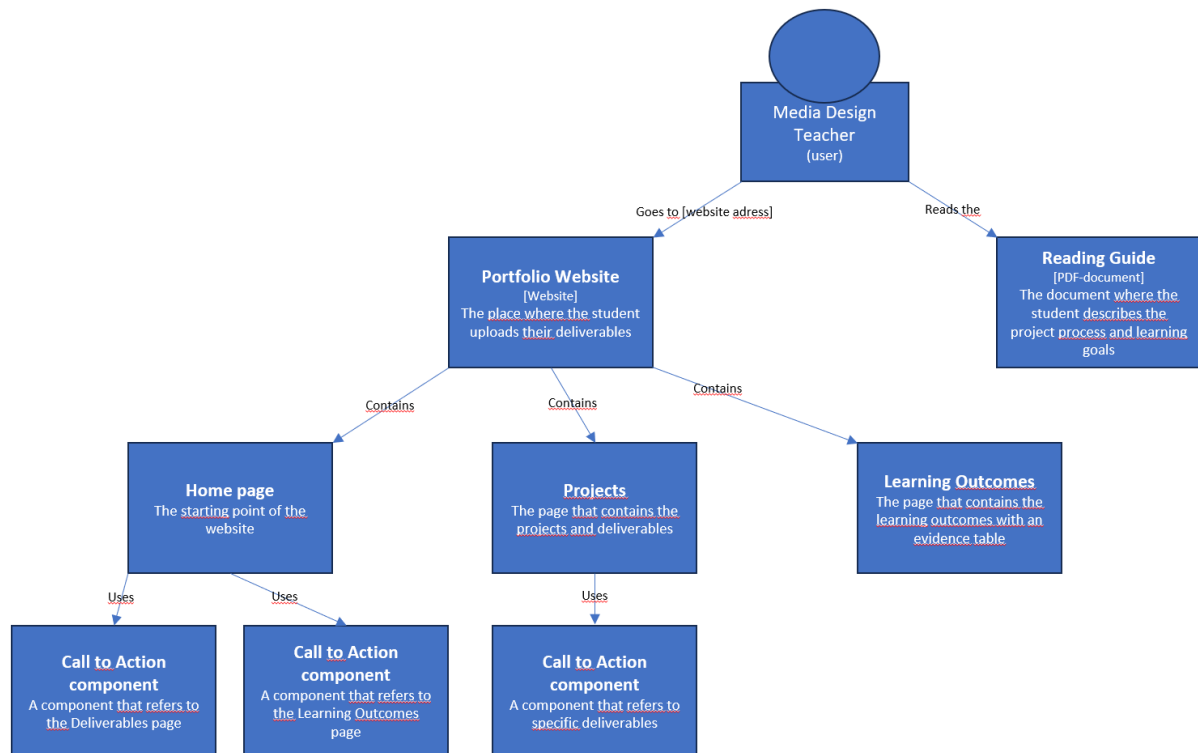 Media Design
Teacher
(user)
Goes to [website adress]
Reads the
Portfolio Website
[Website]
The place where the student
uploads their deliverables
Reading Guide
[PDF-document]
The document where the
student describes the
project process and learning
goals
Contains
Contains
Contains
Home page
The starting point of the
website
Projects
The page that contains the
projects and deliverables
Learning Outcomes
The page that contains the
learning outcomes with an
evidence table
Uses
Uses
Uses
Call to Action
component
A component that refers to
the Deliverables page
Call to Action
component
A component that refers to
the Learning Outcomes
page
Call to Action
component
A component that refers to
specific deliverables